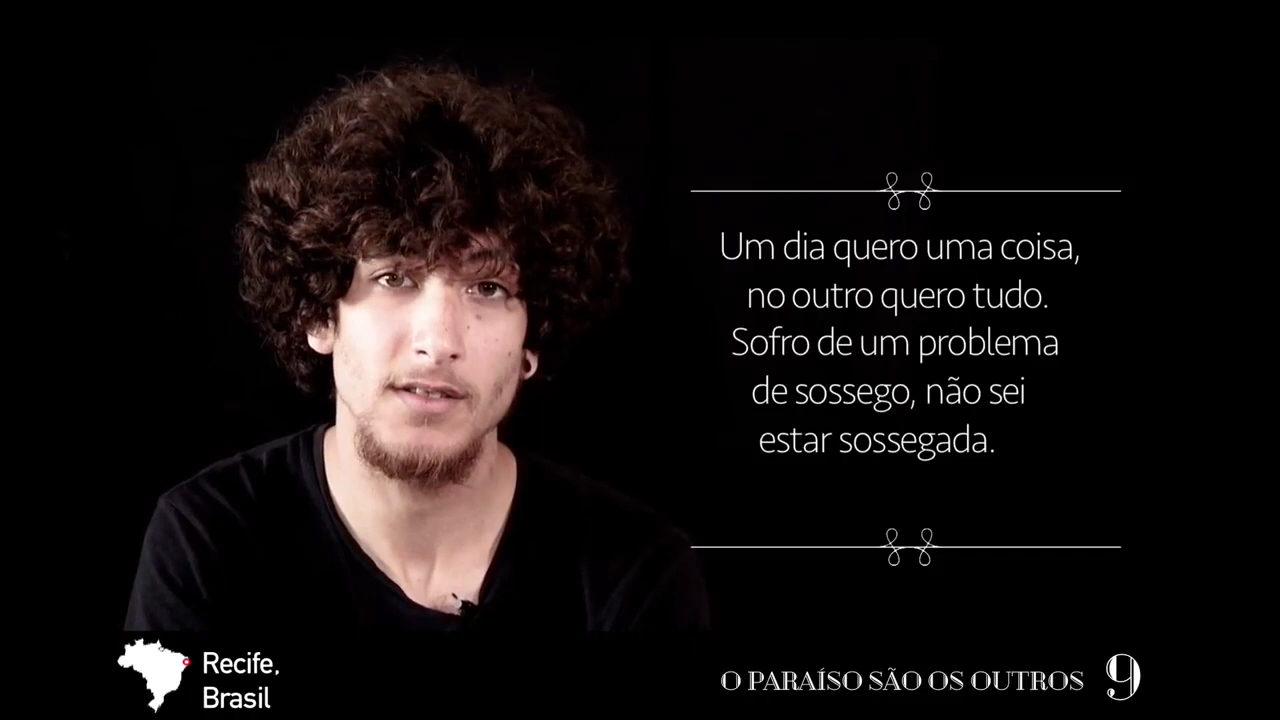 Um dia quero uma coisa,
no outro quero tudo.
Sofro de um problema
de sossego, não sei
estar sossegada.
Recife,
Brasil
O PARAÍSO SÃO OS OUTROS 9